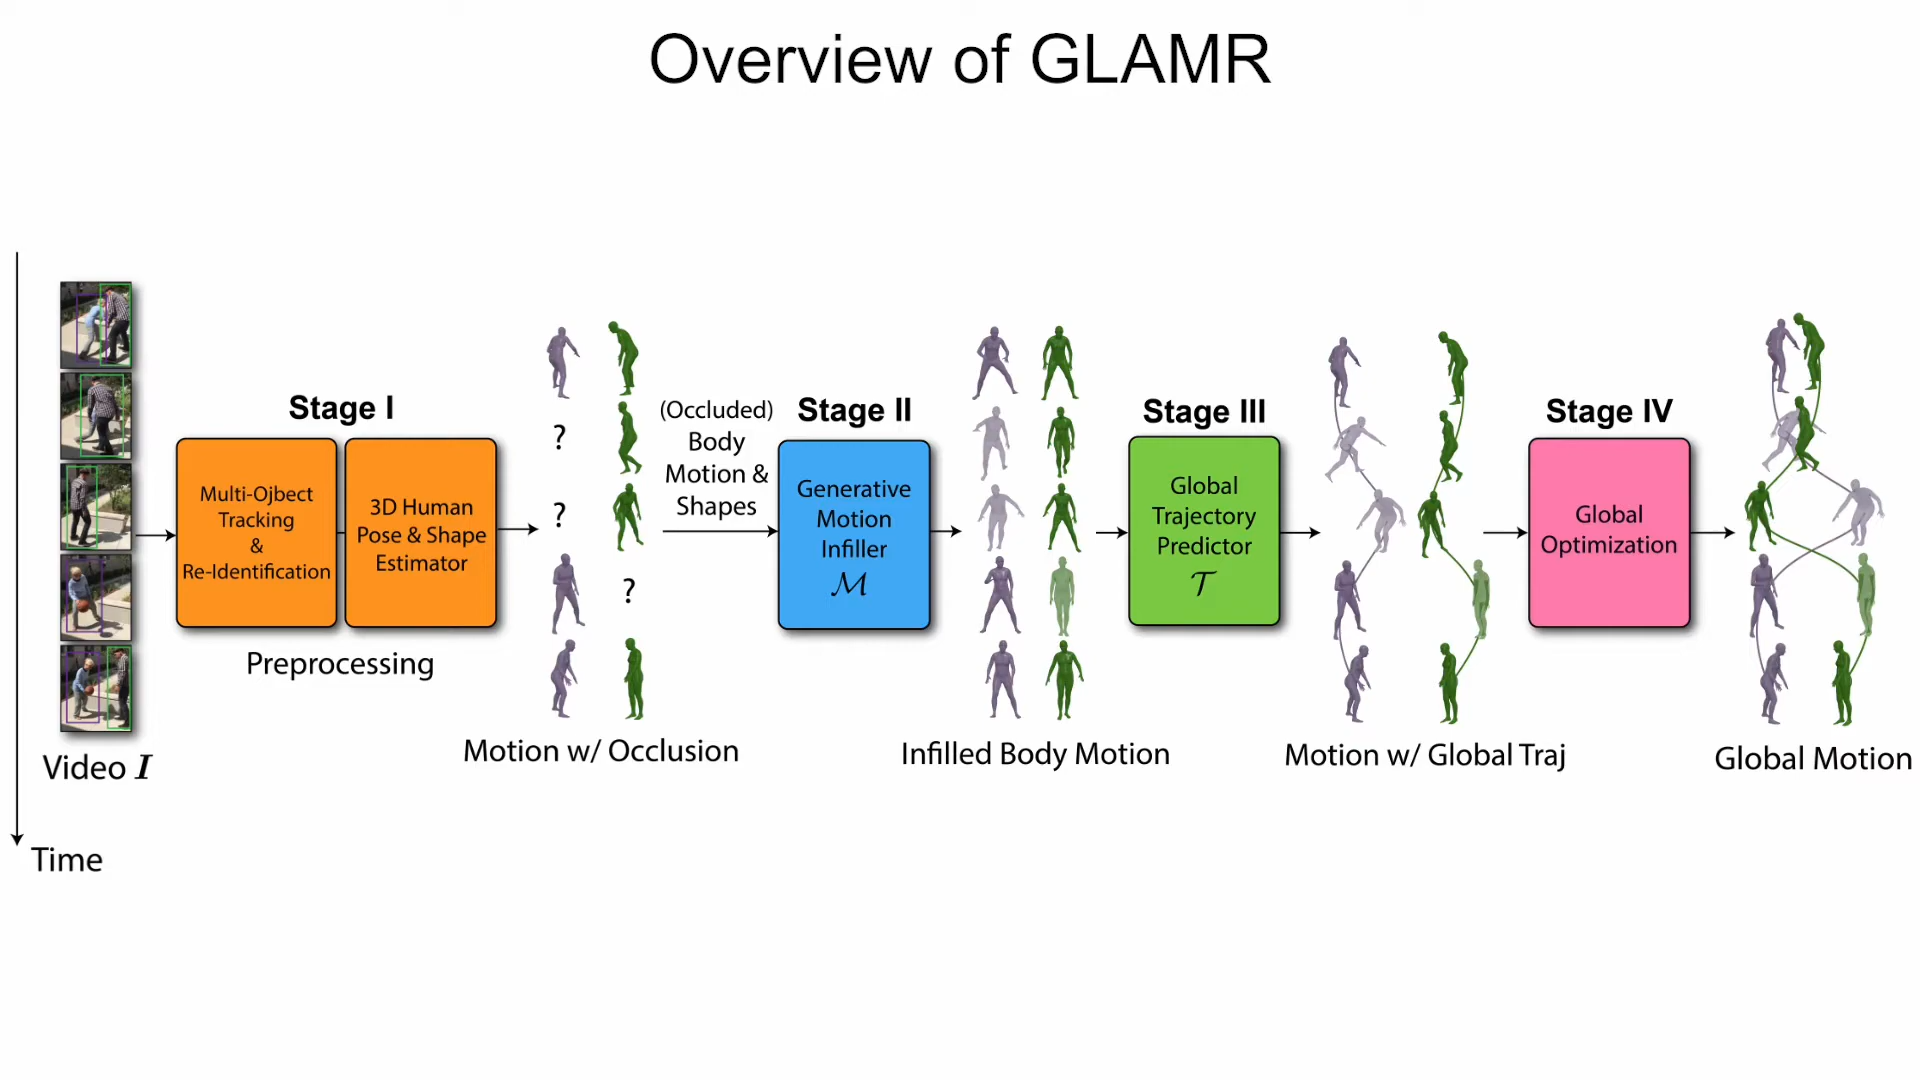 Overview of GLAMR
Stage I
Multi-Ojbect
Tracking
&
Re-Identification
3D Human
Pose & Shape
Estimator
Preprocessing
Video I
Time
?
?
?
Motion w/ Occlusion
(Occluded)
Body
Motion &
Shapes
Stage II
Generative
Motion
Infiller
M
Infilled Body Motion
Stage III
Global
Trajectory
Predictor
T
Motion w/ Global Traj
Stage IV
Global
Optimization
Global Motion